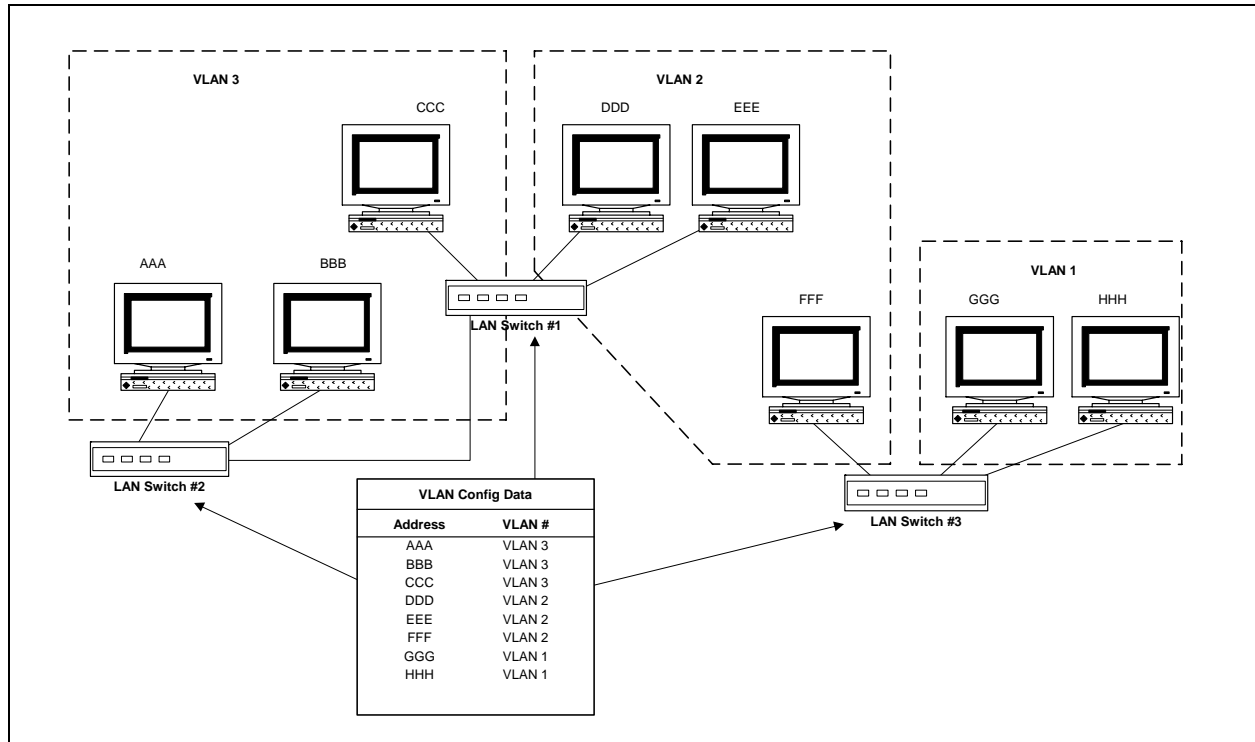 VLAN 3
VLAN 2
CCC
DDD
EEE
AAA
BBB
VLAN 1
FFF
GGG
HHH
LAN Switch #1
LAN Switch #2
LAN Switch #3
VLAN Config Data
Address VLAN #
AAA VLAN 3
BBB VLAN 3
CCC VLAN 3
DDD VLAN 2
EEE VLAN 2
FFF VLAN 2
GGG VLAN 1
HHH VLAN 1